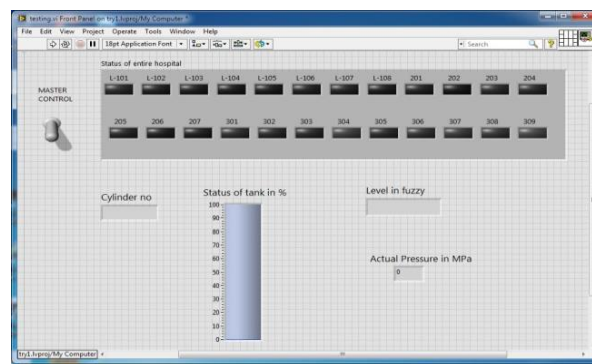 testing.vi Front Panel on try1.lvproj/My Computer *
File Edit View Project Operate Tools Window Help
18pt Application Font Search ?
Status of entire hospital
MASTER
CONTROL
L-101 L-102 L-103 L-104 L-105 L-106 L-107 L-108 201 202 203 204
205 206 207 301 302 303 304 305 306 307 308 309
Cylinder no
Status of tank in %
Level in fuzzy
100
90
80
70
60
50
40
30
20
10
0
Actual Pressure in MPa
0
try1.lvproj/My Computer